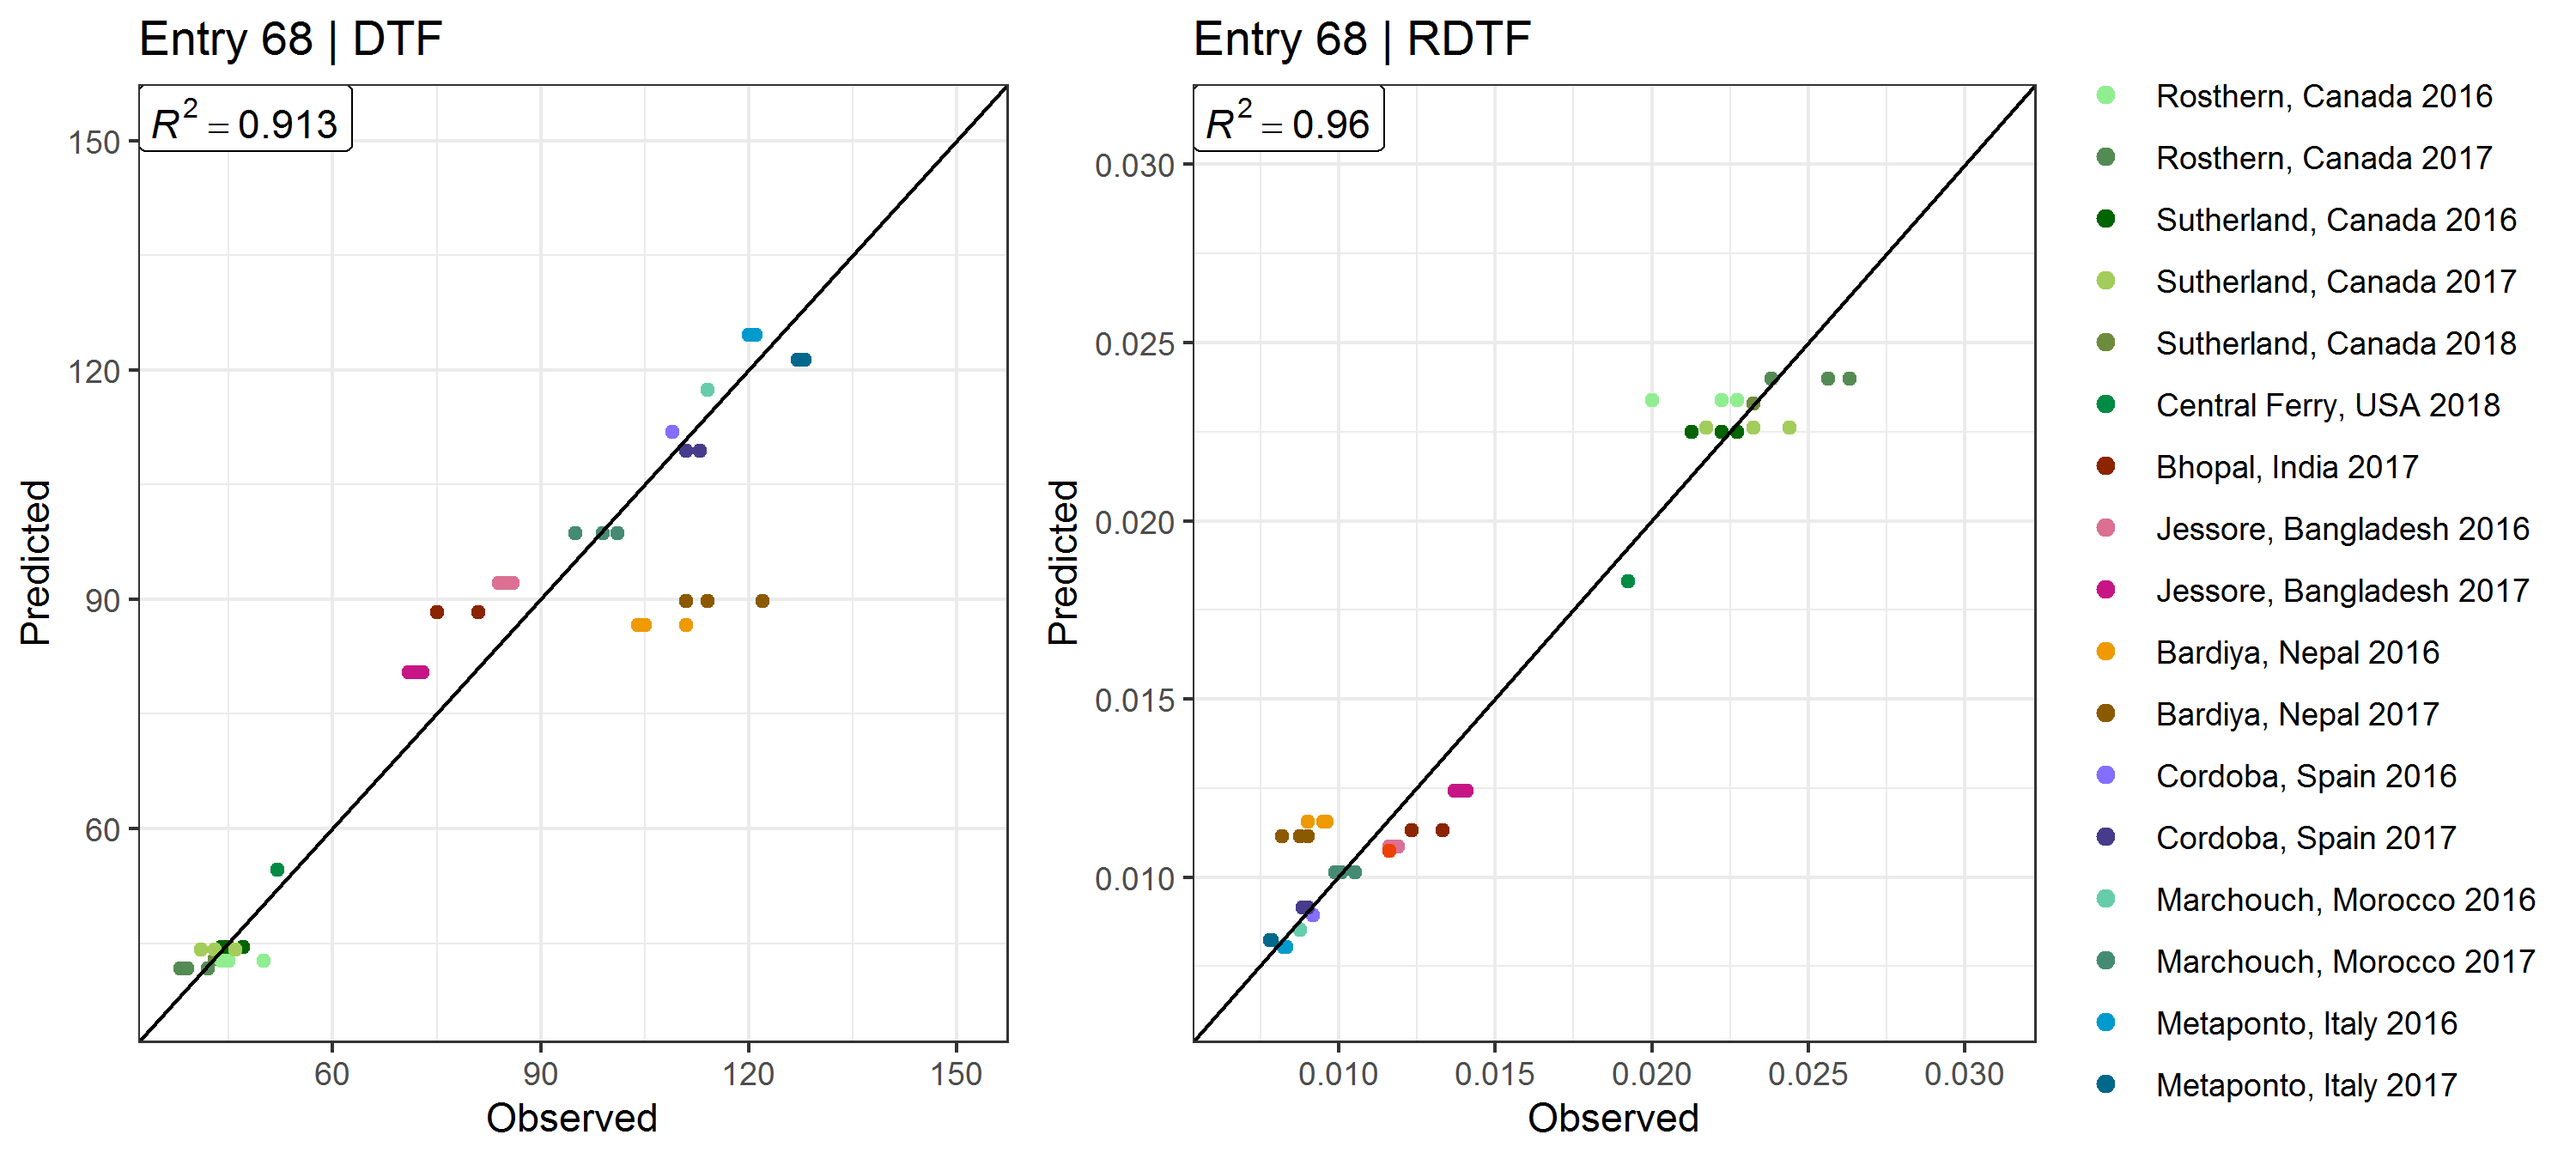 Entry 68 | DTF
R² = 0.913
150
120
90
60
Predicted
60 90 120 150
Observed
Entry 68 | RDTF
R² = 0.96
0.030
0.025
0.020
0.015
0.010
Predicted
0.010 0.015 0.020 0.025 0.030
Observed
Rosthern, Canada 2016
Rosthern, Canada 2017
Sutherland, Canada 2016
Sutherland, Canada 2017
Sutherland, Canada 2018
Central Ferry, USA 2018
Bhopal, India 2017
Jessore, Bangladesh 2016
Jessore, Bangladesh 2017
Bardiya, Nepal 2016
Bardiya, Nepal 2017
Cordoba, Spain 2016
Cordoba, Spain 2017
Marchouch, Morocco 2016
Marchouch, Morocco 2017
Metaponto, Italy 2016
Metaponto, Italy 2017